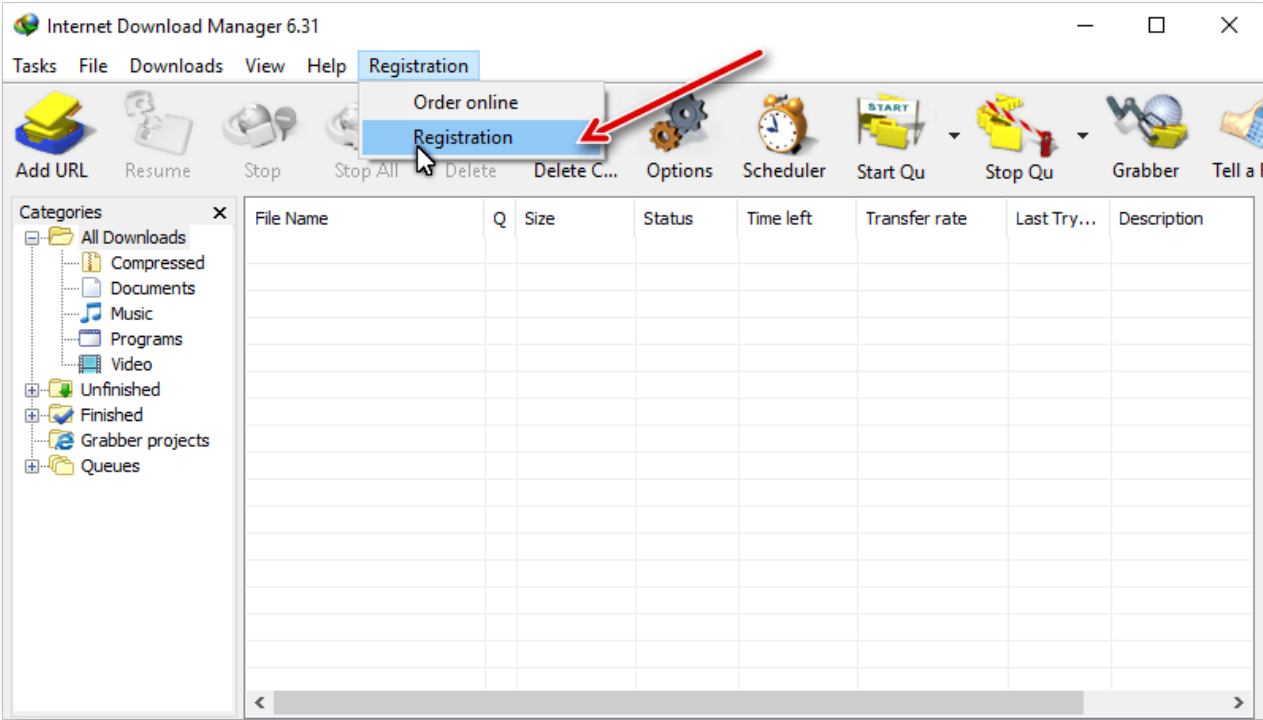 Internet Download Manager 6.31
Tasks File Downloads View Help Registration
Order online
Registration
START
Add URL Resume Stop Stop All Delete Delete C... Options Scheduler Start Qu Stop Qu Grabber Tell a
Categories
File Name Q Size Status Time left Transfer rate Last Try... Description
All Downloads
Compressed
Documents
Music
Programs
Video
Unfinished
Finished
Grabber projects
Queues